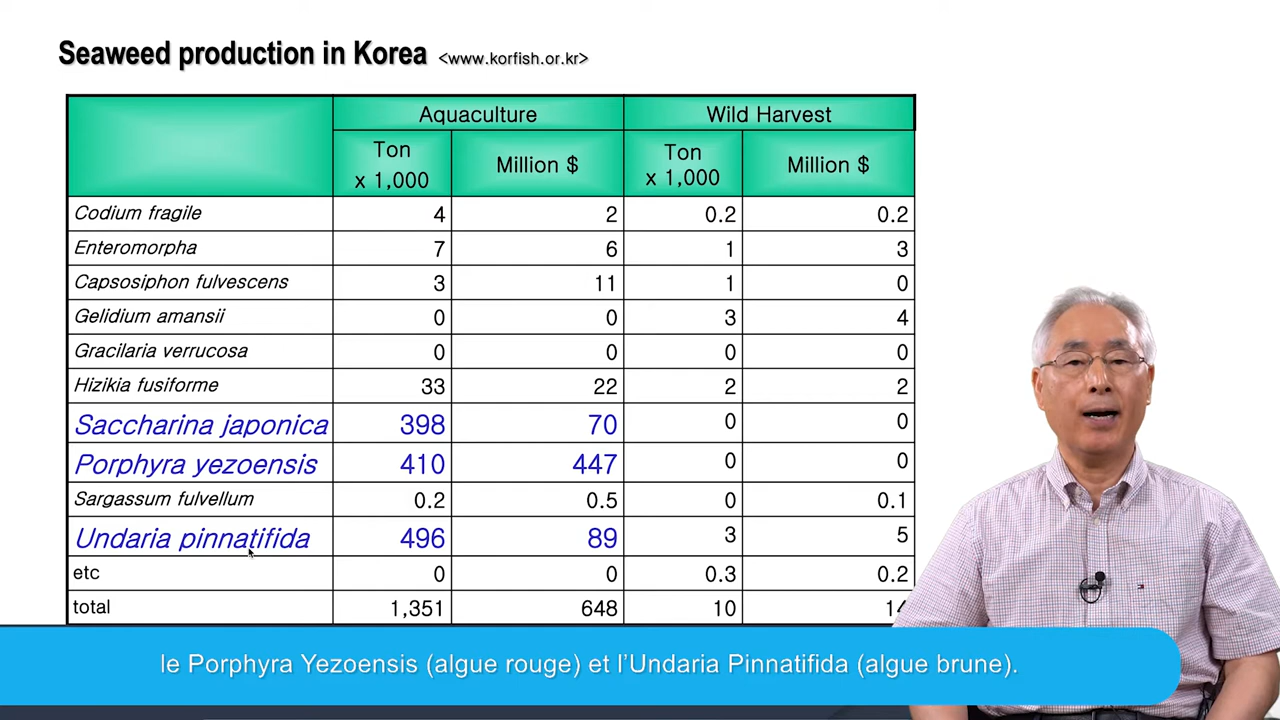 Seaweed production in Korea <www.korfish.or.kr>
Aquaculture Wild Harvest
Ton x 1,000 Million $ Ton x 1,000 Million $
Codium fragile 4 2 0.2 0.2
Enteromorpha 7 6 1 3
Capsosiphon fulvescens 3 11 1 0
Gelidium amansii 0 0 3 4
Gracilaria verrucosa 0 0 0 0
Hizikia fusiforme 33 22 2 2
Saccharina japonica 398 70 0 0
Porphyra yezoensis 410 447 0 0
Sargassum fulvellum 0.2 0.5 0 0.1
Undaria pinnatifida 496 89 3 5
etc 0 0 0.3 0.2
total 1,351 648 10
le Porphyra Yezoensis (algue rouge) et l'Undaria Pinnatifida (algue brune).